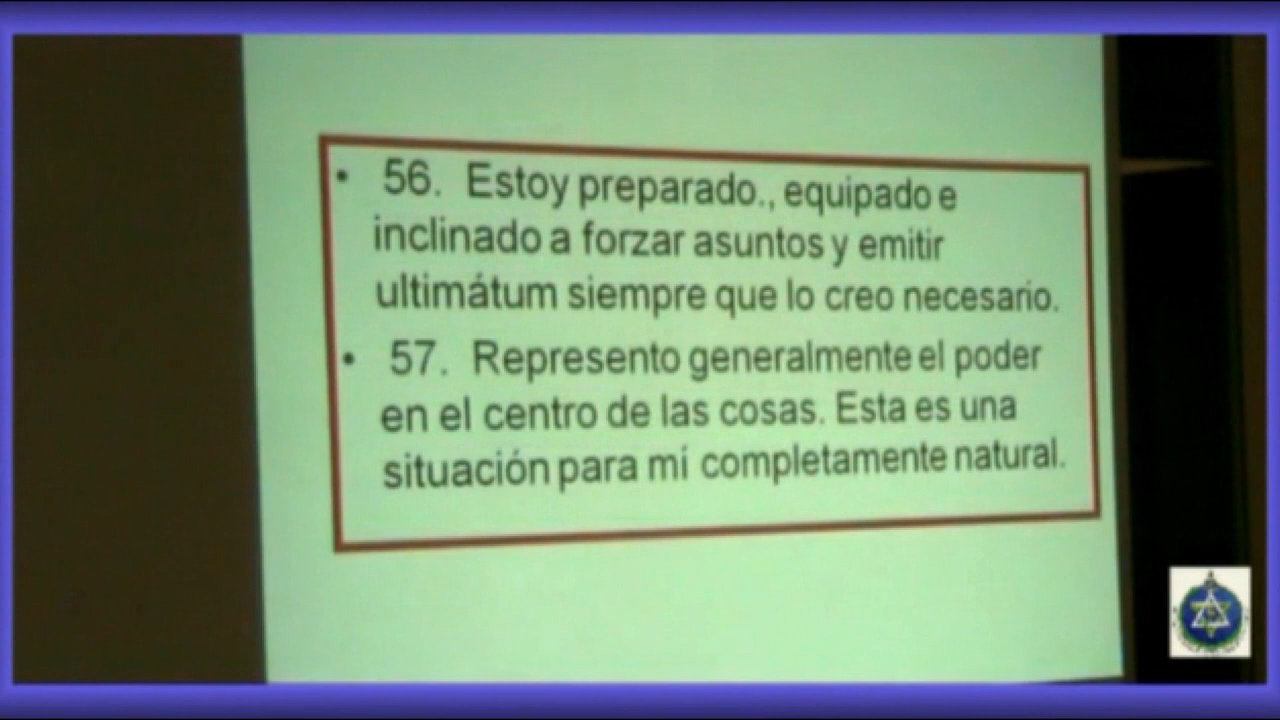 • 56. Estoy preparado., equipado e
inclinado a forzar asuntos y emitir
ultimátum siempre que lo creo necesario.
• 57. Represento generalmente el poder
en el centro de las cosas. Esta es una
situación para mí completamente natural.